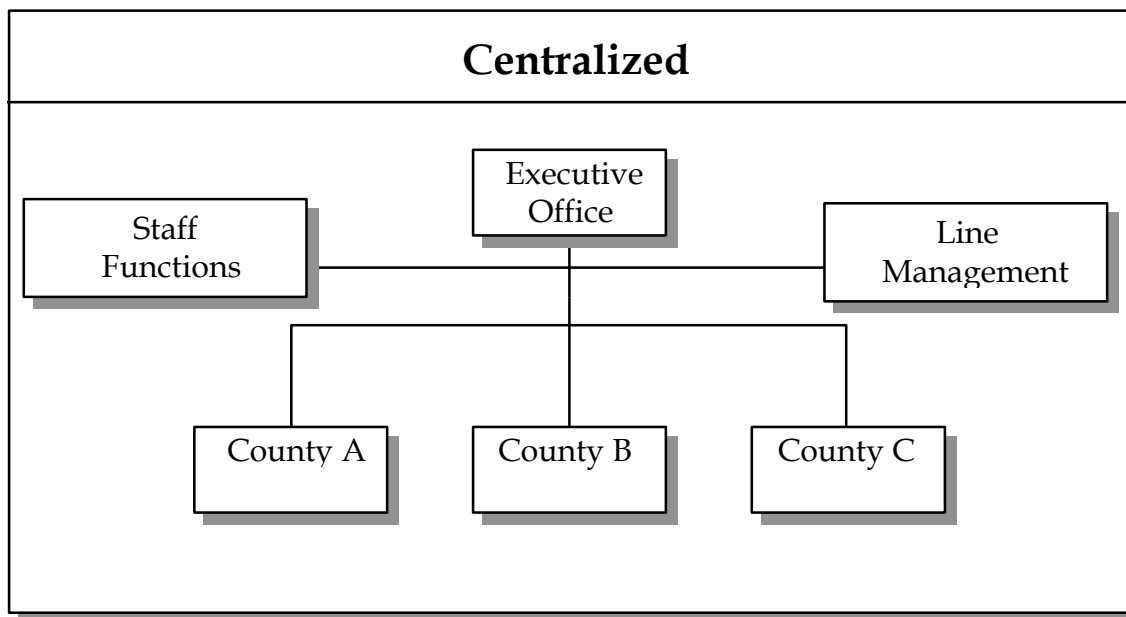 Centralized
Executive
Office
Staff
Functions
Line
Management
County A
County B
County C